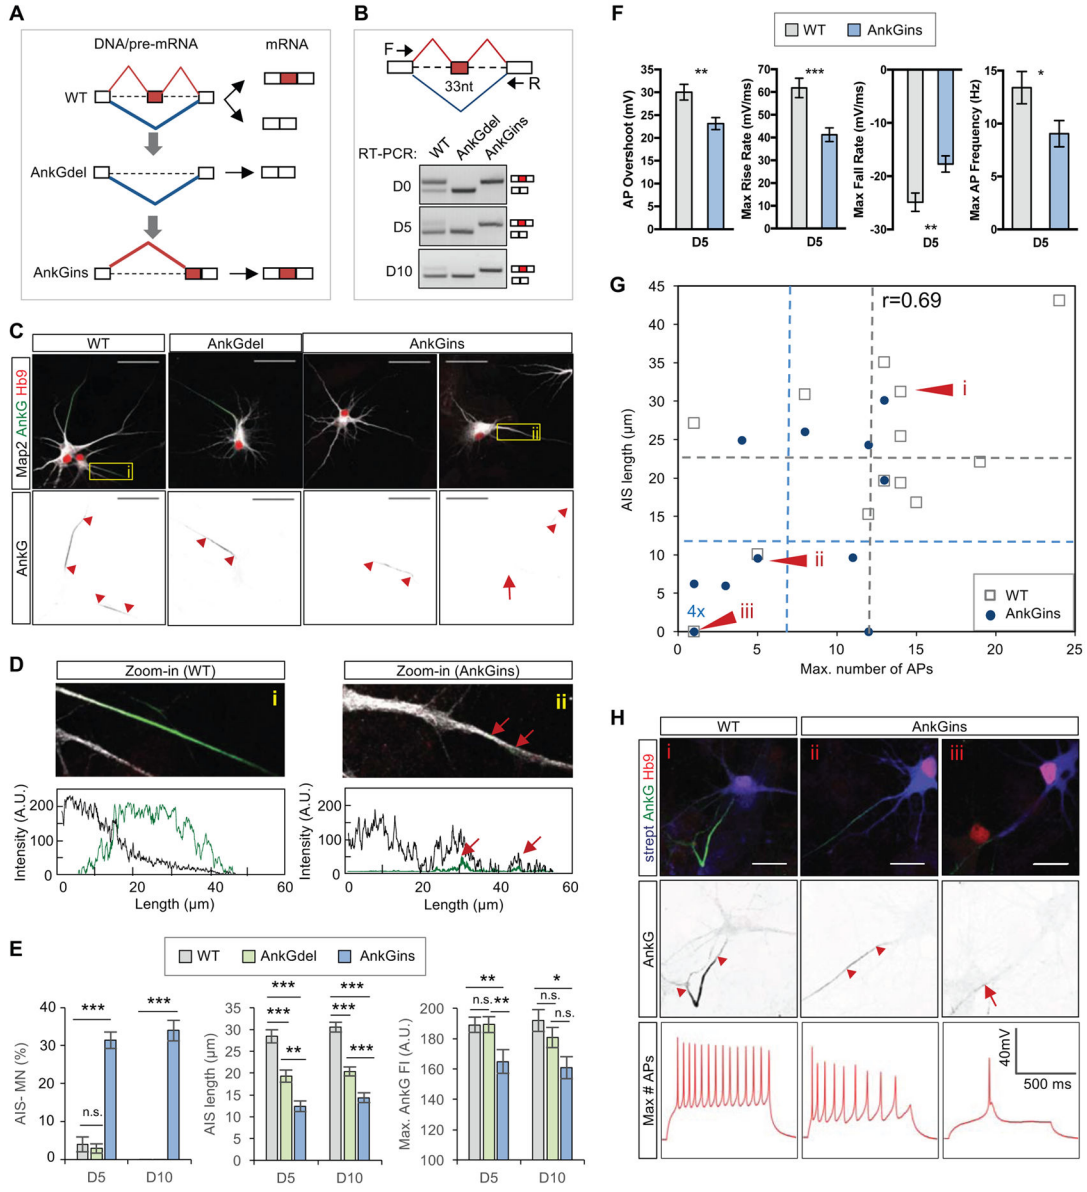 A
DNA/pre-mRNA
mRNA
WT
AnkGdel
AnkGins
B
F
33nt
R
RT-PCR:
WT
AnkGdel
AnkGins
D0
D5
D10
C
WT
AnkGdel
AnkGins
Map2 AnkG Hb9
i
ii
AnkG
D
Zoom-in (WT)
Zoom-in (AnkGins)
i
ii
Intensity (A.U.)
200
100
0
0
20
40
60
Length (µm)
Intensity (A.U.)
200
100
0
0
20
40
60
Length (µm)
E
WT
AnkGdel
AnkGins
AIS- MN (%)
40
30
20
10
0
n.s.
***
***
D5
D10
AIS length (µm)
35
30
25
20
15
10
5
0
***
***
**
***
***
***
D5
D10
Max. AnkG FI (A.U.)
200
180
160
140
120
100
**
n.s.
**
*
n.s.
n.s.
D5
D10
F
WT
AnkGins
AP Overshoot (mV)
35
30
25
20
15
10
5
0
**
D5
Max Rise Rate (mV/ms)
70
60
50
40
30
20
10
0
***
D5
Max Fall Rate (mV/ms)
0
-10
-20
-30
**
D5
Max AP Frequency (Hz)
15
10
5
0
*
D5
G
AIS length (µm)
45
40
35
30
25
20
15
10
5
0
r=0.69
i
ii
4x
iii
WT
AnkGins
0
5
10
15
20
25
Max. number of APs
H
WT
AnkGins
strept AnkG Hb9
i
ii
iii
AnkG
Max # APs
40mV
500 ms